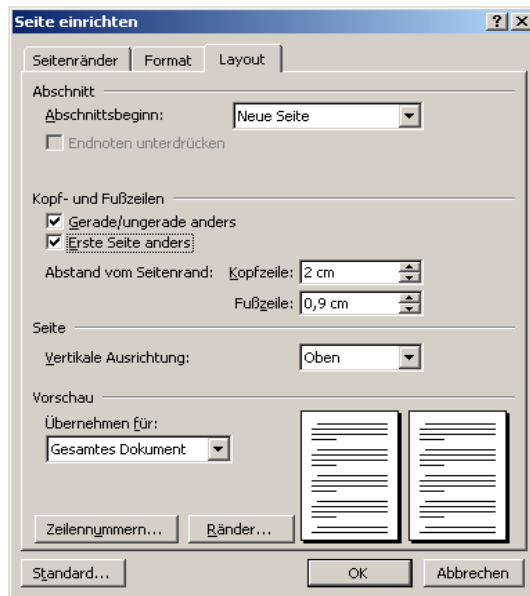 Seite einrichten
Seitenränder Format Layout
Abschnitt
Abschnittsbeginn: Neue Seite
Endnoten unterdrücken
Kopf- und Fußzeilen
Gerade/ungerade anders
Erste Seite anders
Abstand vom Seitenrand: Kopfzeile: 2 cm
Fußzeile: 0,9 cm
Seite
Vertikale Ausrichtung: Oben
Vorschau
Übernehmen für:
Gesamtes Dokument
Zeilennummern... Ränder...
Standard... OK Abbrechen